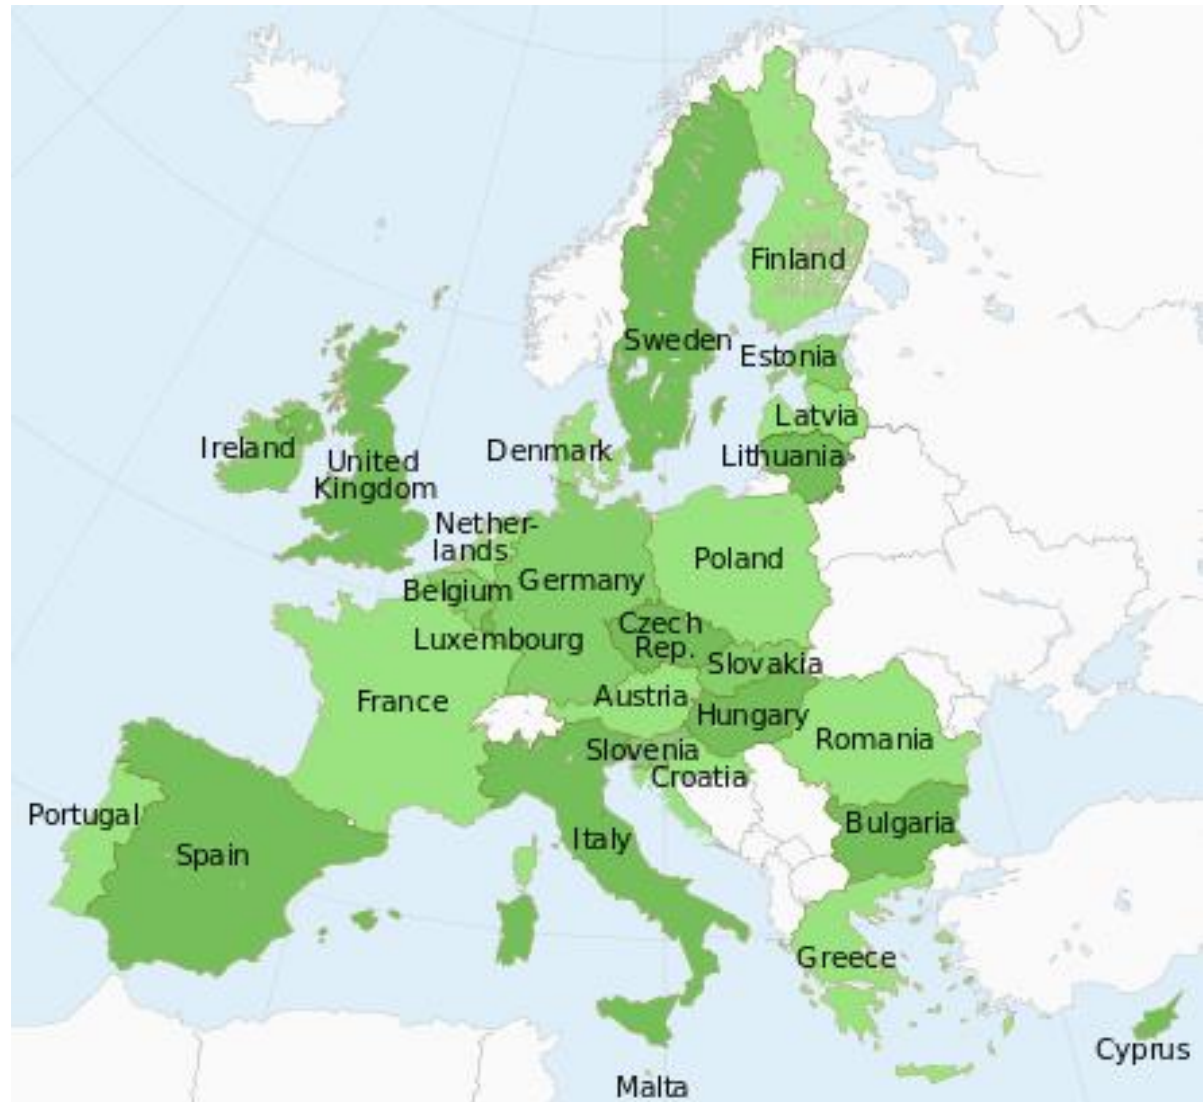 Finland
Sweden
Estonia
Latvia
Lithuania
Denmark
Ireland
United
Kingdom
Nether-
lands
Belgium
Germany
Poland
Luxembourg
Czech
Rep.
Slovakia
France
Austria
Hungary
Slovenia
Romania
Croatia
Portugal
Spain
Italy
Bulgaria
Greece
Cyprus
Malta